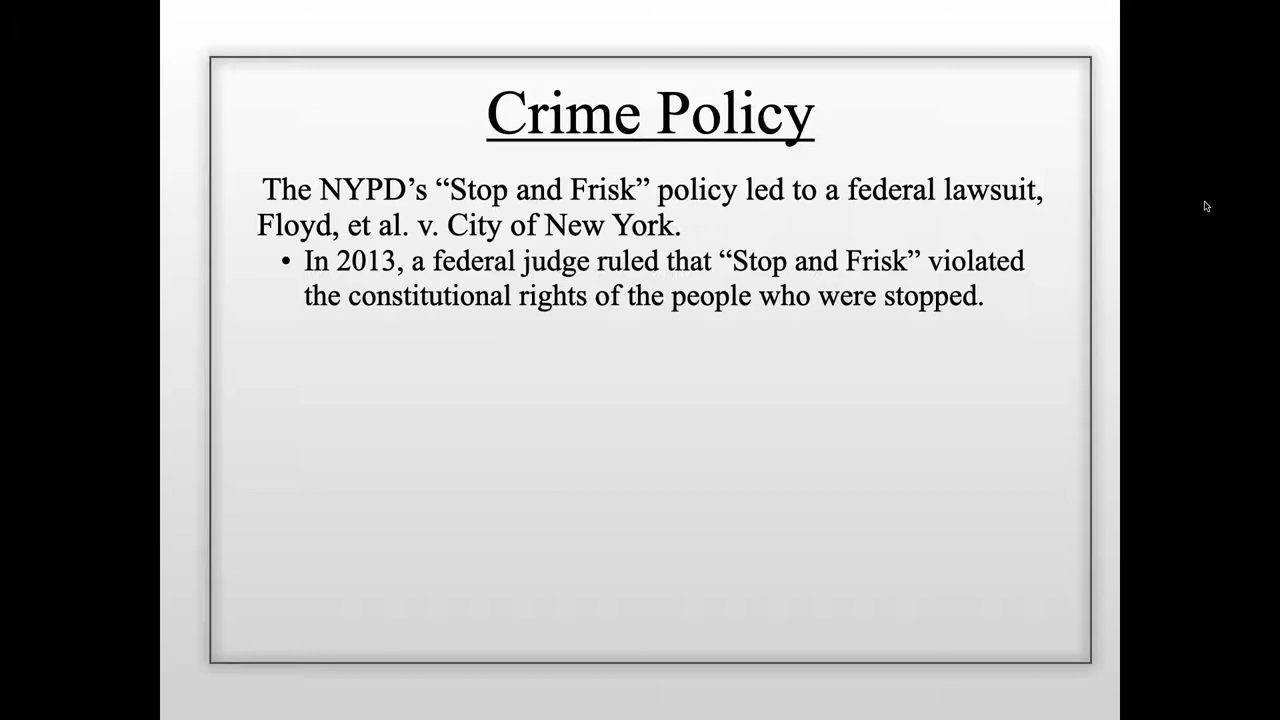 Crime Policy
The NYPD’s “Stop and Frisk” policy led to a federal lawsuit,
Floyd, et al. v. City of New York.
• In 2013, a federal judge ruled that “Stop and Frisk” violated
the constitutional rights of the people who were stopped.